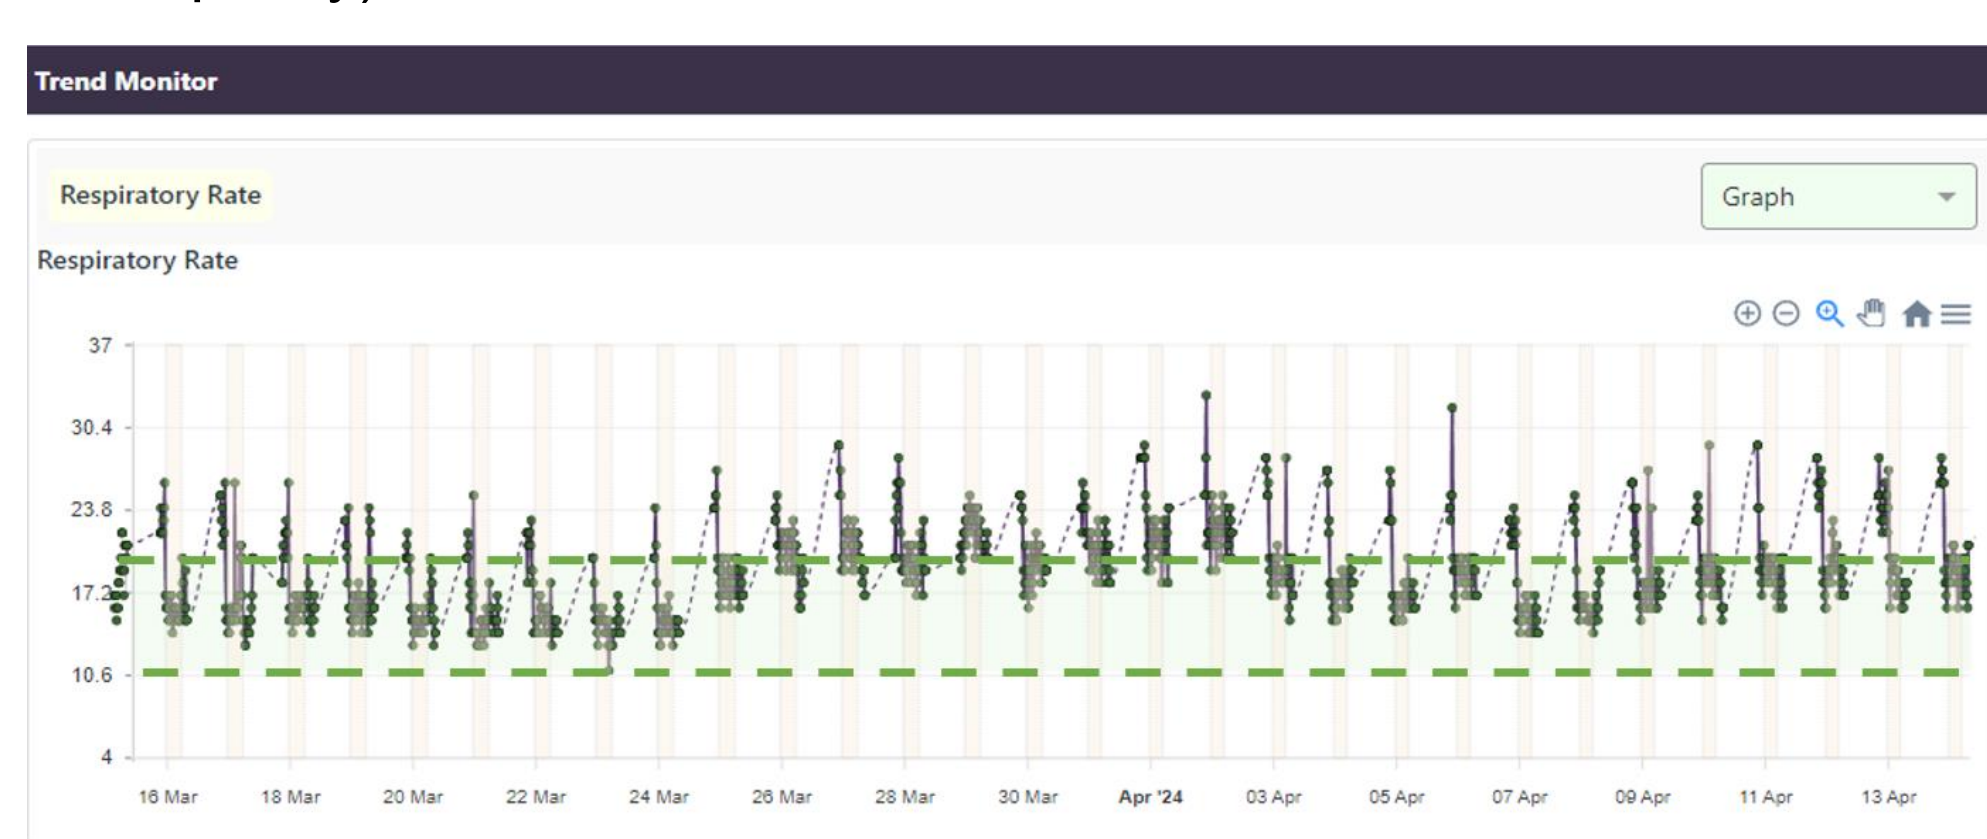 Trend Monitor
Respiratory Rate
Graph
Respiratory Rate
37
30.4
23.8
17.2
10.6
4
16 Mar 18 Mar 20 Mar 22 Mar 24 Mar 26 Mar 28 Mar 30 Mar Apr '24 03 Apr 05 Apr 07 Apr 09 Apr 11 Apr 13 Apr